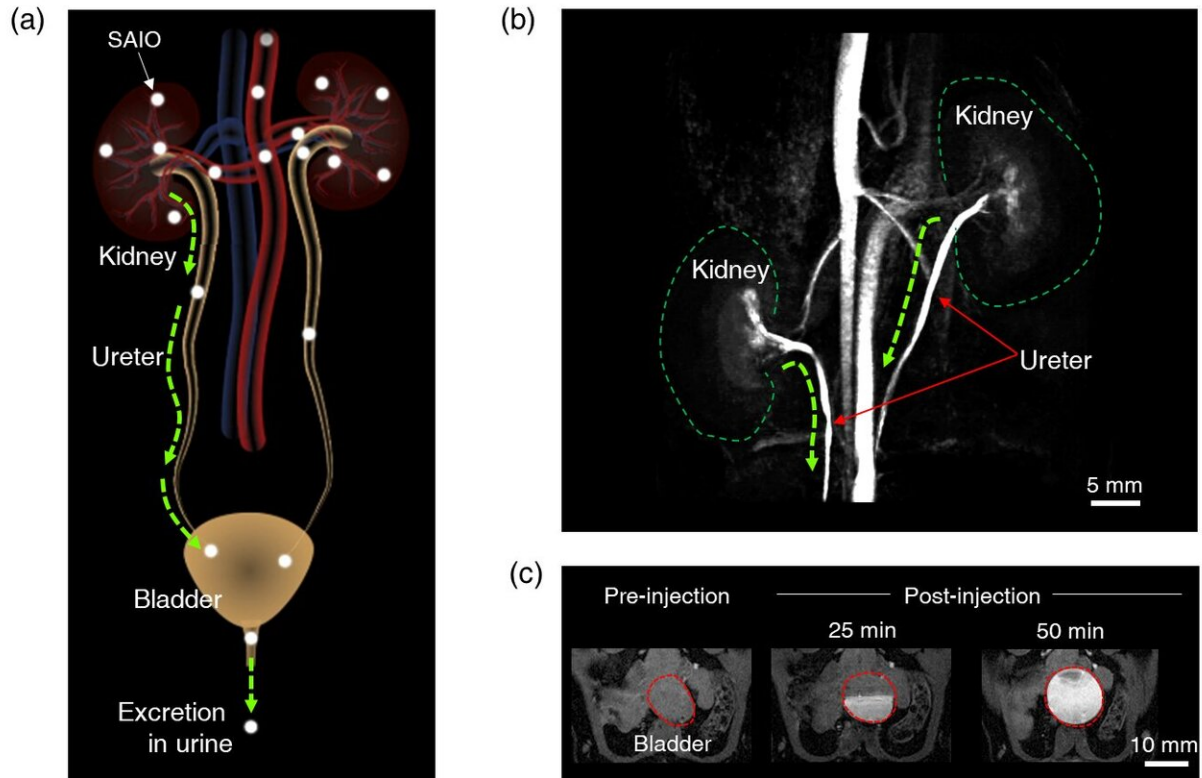 (a)
SAIO
Kidney
Ureter
Bladder
Excretion
in urine
(b)
Kidney
Kidney
Ureter
5 mm
(c)
Pre-injection
Post-injection
25 min
50 min
Bladder
10 mm